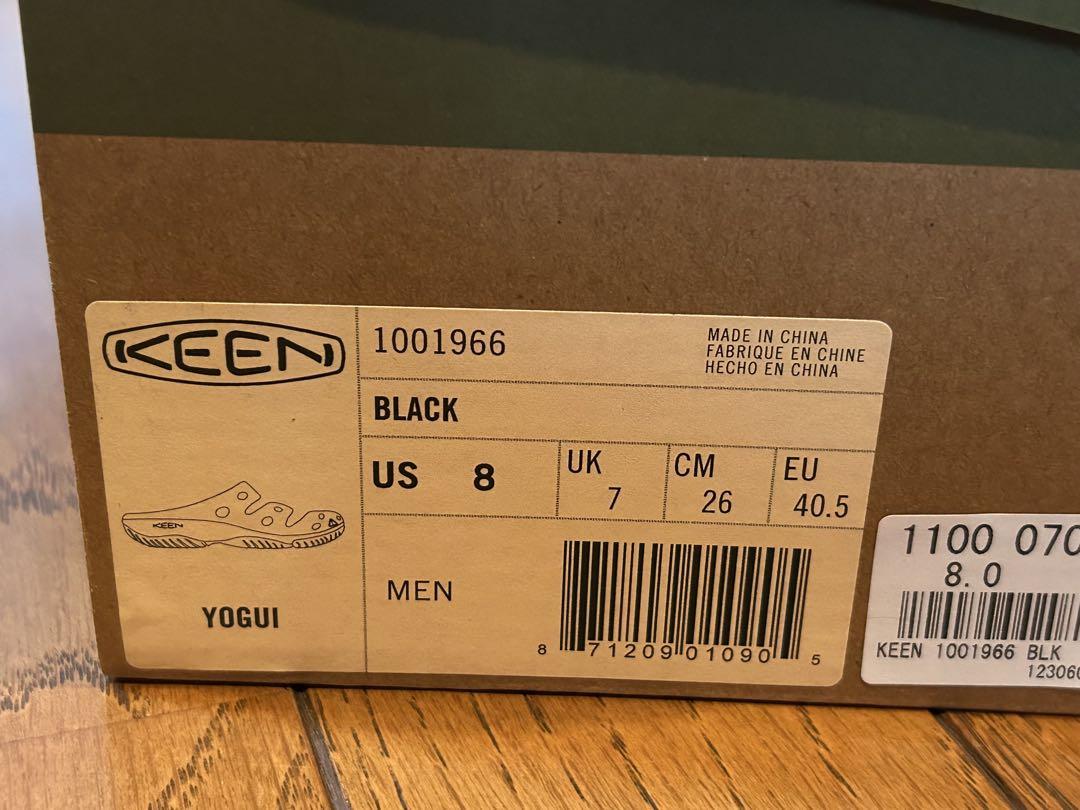 KEEN
1001966
MADE IN CHINA
FABRIQUE EN CHINE
HECHO EN CHINA
BLACK
US 8
UK 7
CM 26
EU 40.5
KEEN
YOGUI
MEN
8 71209 01090 5
1100 070
8.0
KEEN 1001966 BLK
12306